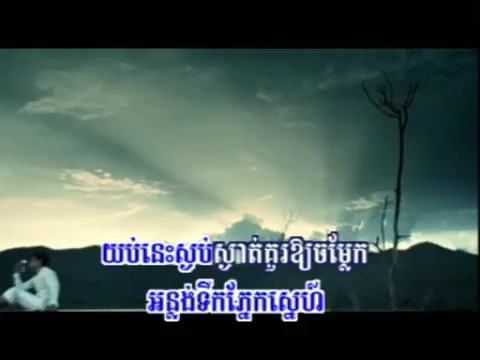 យប់នេះស្ងប់ស្ងាត់គួរឱ្យចម្លែក
អន្លង់ទឹកភ្នែកស្នេហ៍